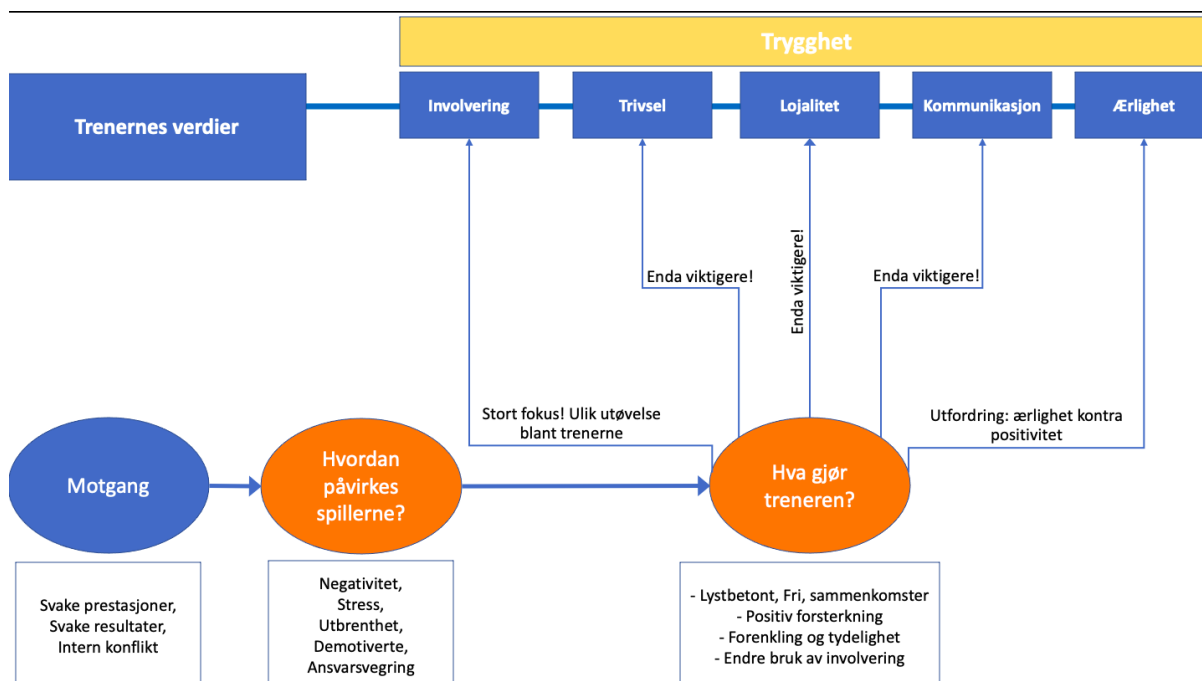 Trygghet
Trenernes verdier
Involvering
Trivsel
Lojalitet
Kommunikasjon
Ærlighet
Enda viktigere!
Enda viktigere!
Enda viktigere!
Stort fokus! Ulik utøvelse
blant trenerne
Utfordring: ærlighet kontra
positivitet
Motgang
Hvordan
påvirkes
spillerne?
Hva gjør
treneren?
Svake prestasjoner,
Svake resultater,
Intern konflikt
Negativitet,
Stress,
Utbrenthet,
Demotiverte,
Ansvarsvegring
- Lystbetont, Fri, sammenkomster
- Positiv forsterkning
- Forenkling og tydelighet
- Endre bruk av involvering